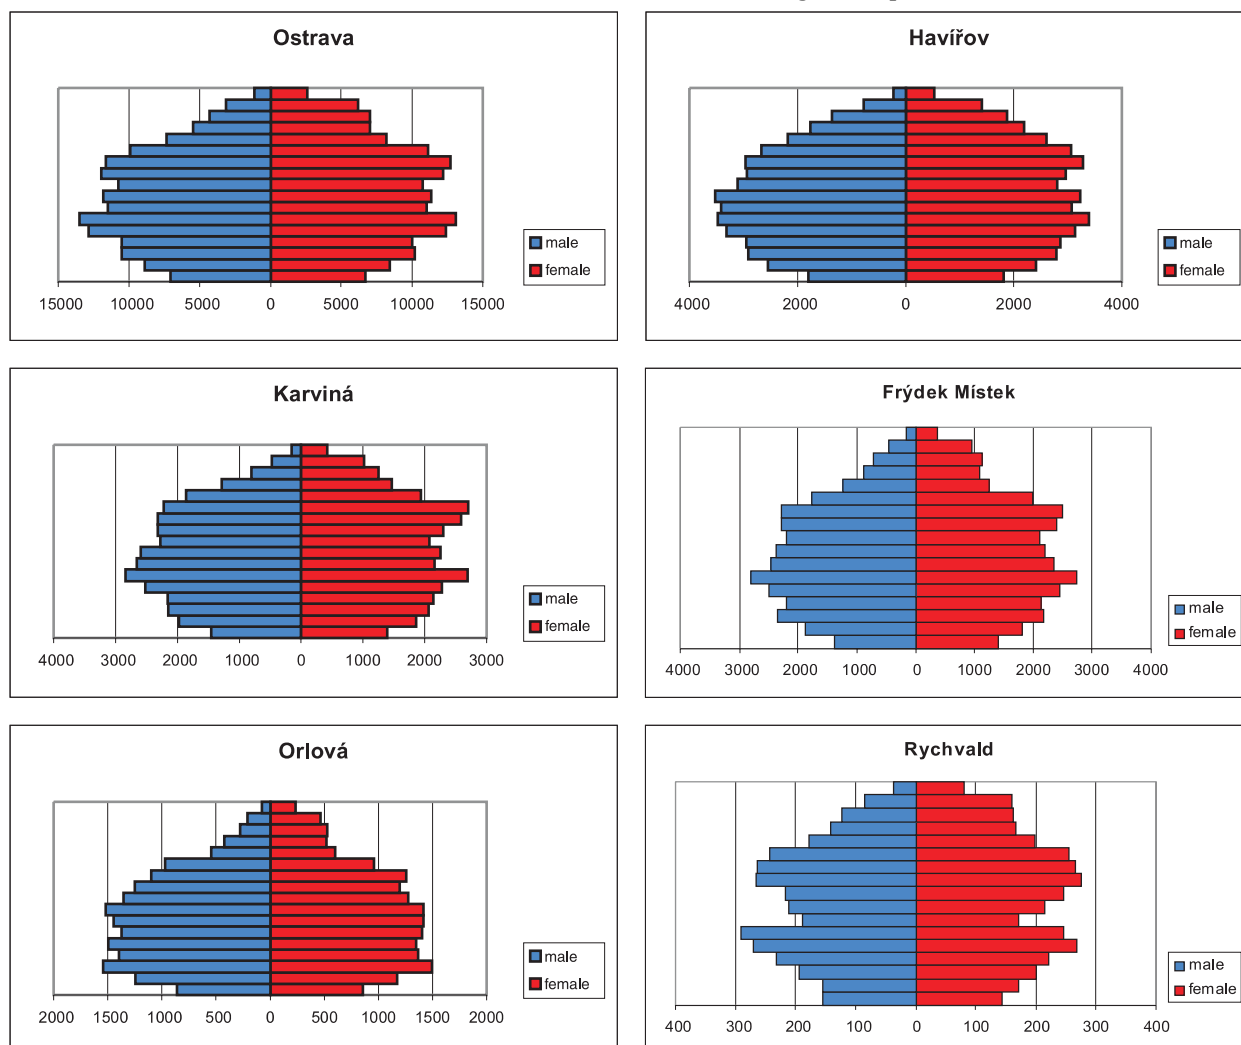 Ostrava
male
female
15000 10000 5000 0 5000 10000 15000
Havířov
male
female
4000 2000 0 2000 4000
Karviná
male
female
4000 3000 2000 1000 0 1000 2000 3000
Frýdek Místek
male
female
4000 3000 2000 1000 0 1000 2000 3000 4000
Orlová
male
female
2000 1500 1000 500 0 500 1000 1500 2000
Rychvald
male
female
400 300 200 100 0 100 200 300 400